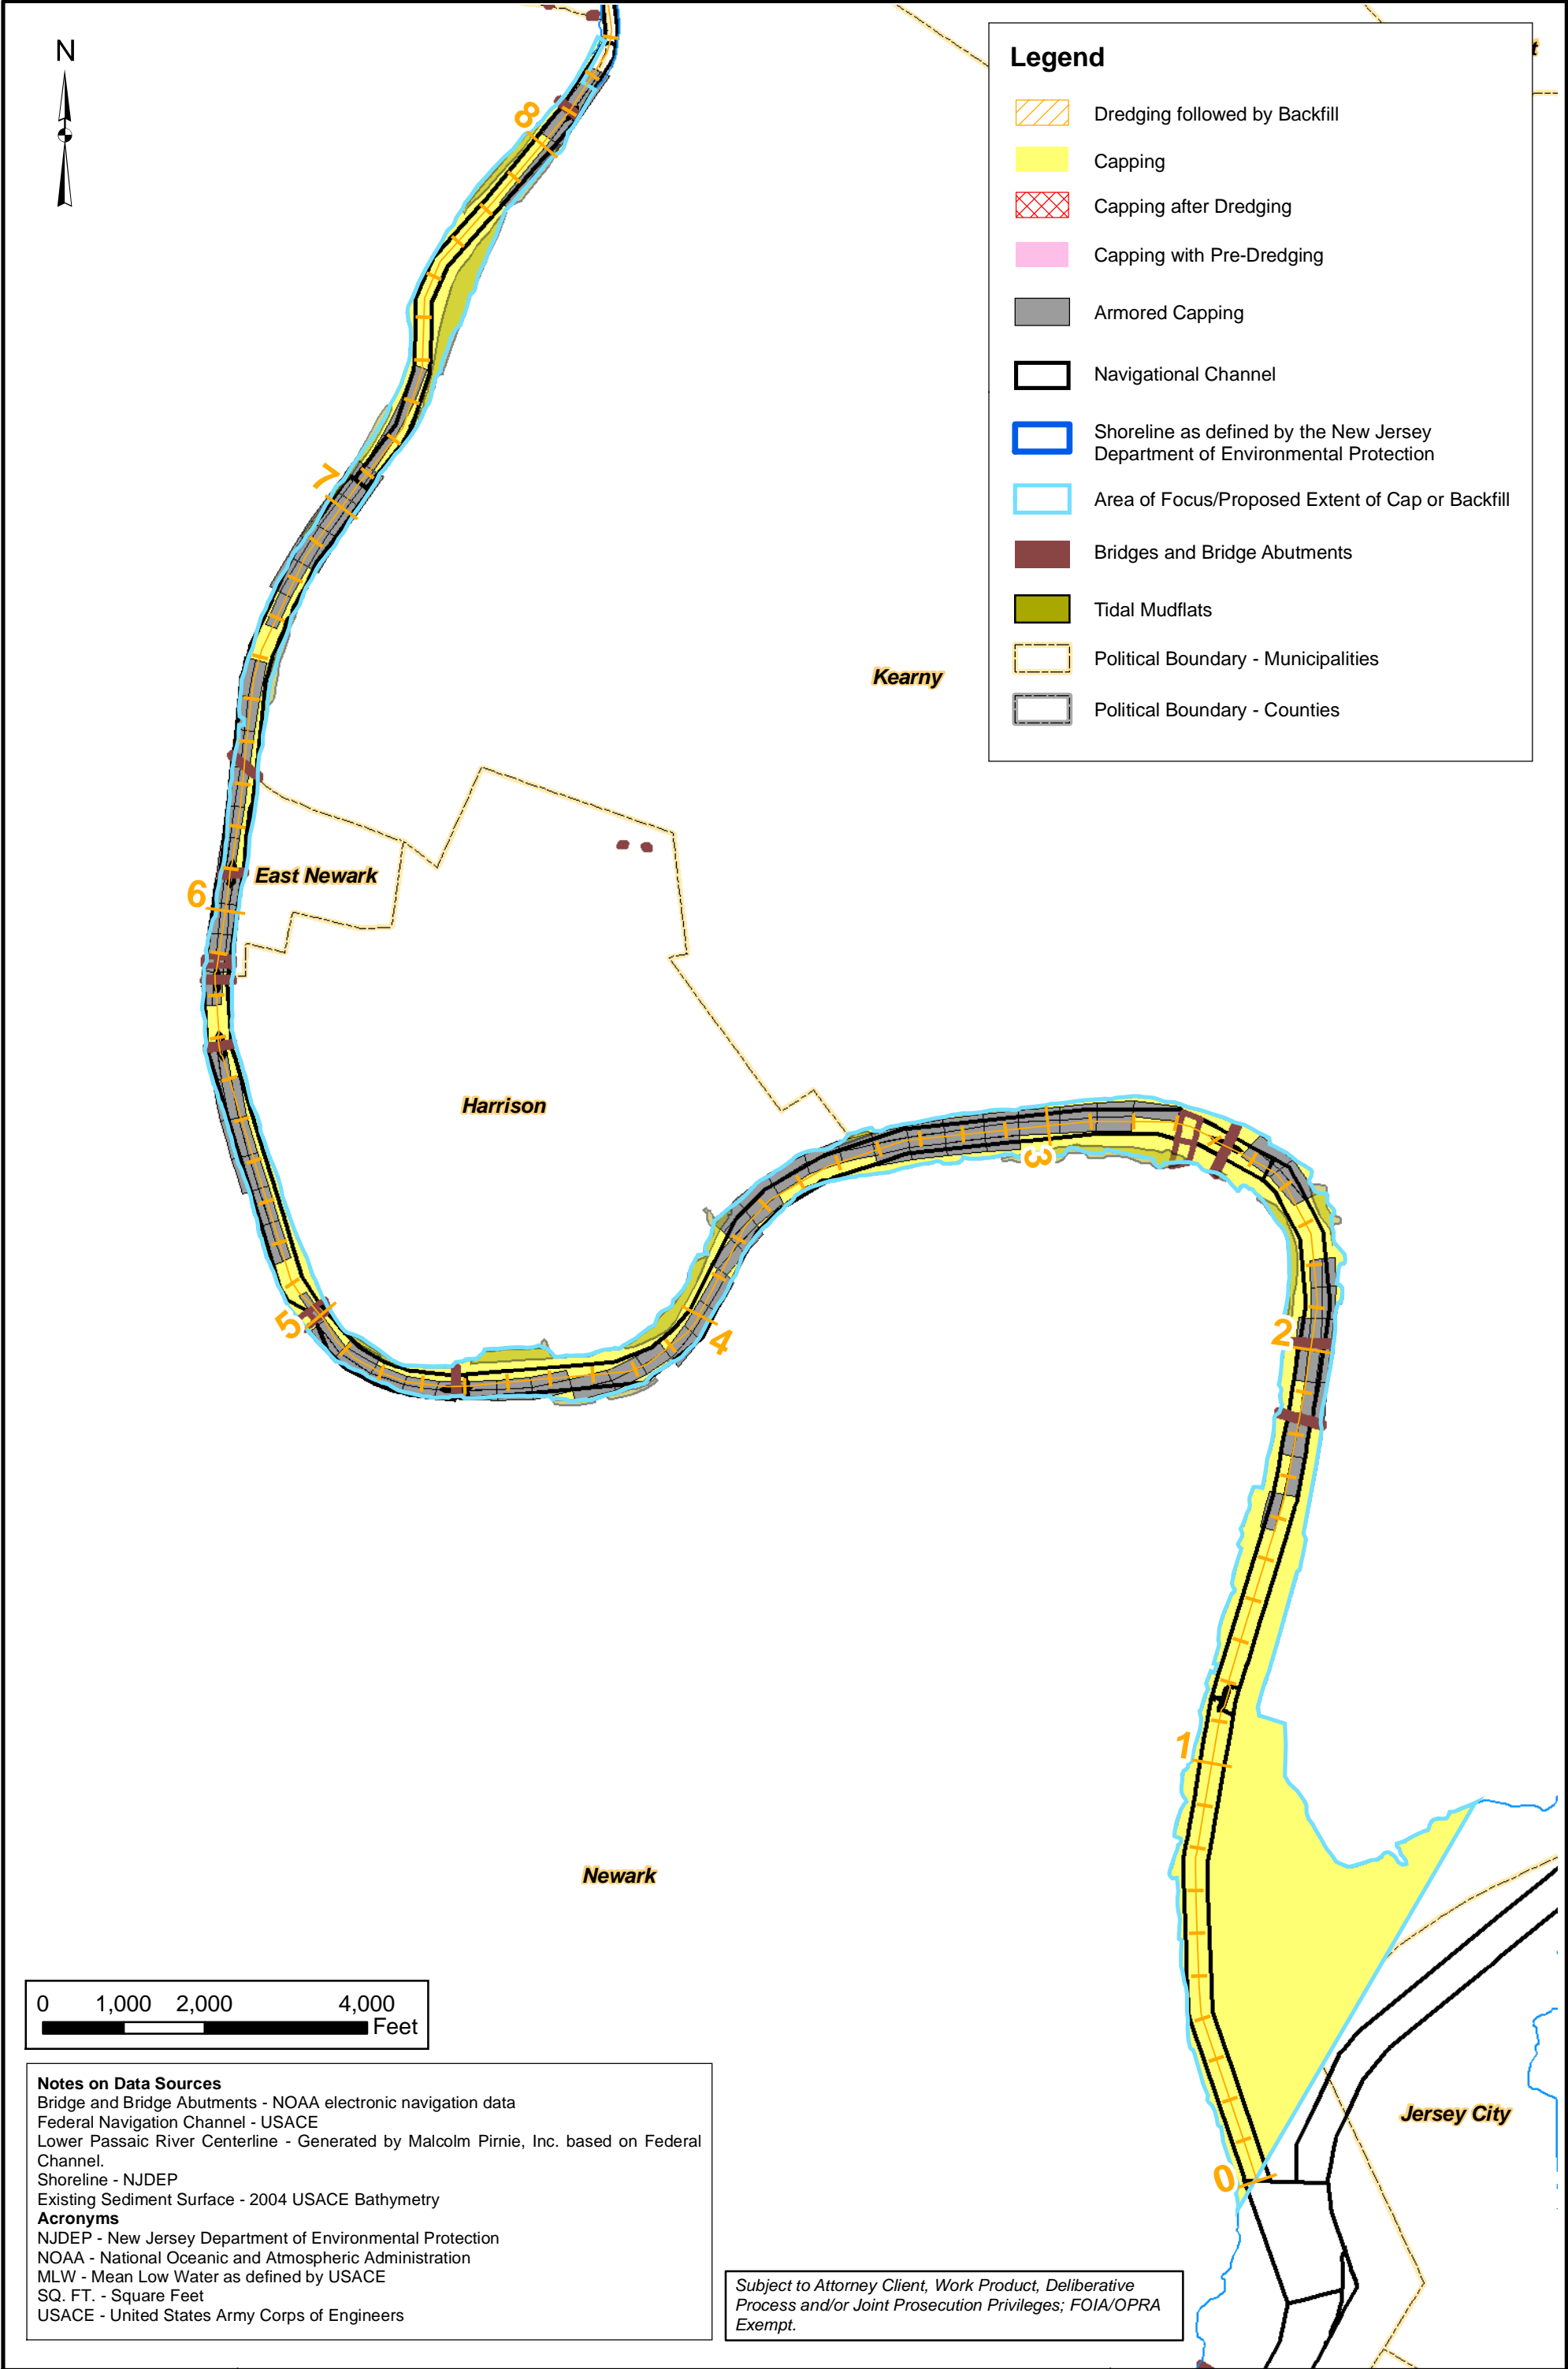 N
Legend
Dredging followed by Backfill
Capping
Capping after Dredging
Capping with Pre-Dredging
Armored Capping
Navigational Channel
Shoreline as defined by the New Jersey
Department of Environmental Protection
Area of Focus/Proposed Extent of Cap or Backfill
Bridges and Bridge Abutments
Tidal Mudflats
Political Boundary - Municipalities
Political Boundary - Counties
t
8
7
Kearny
6
East Newark
Harrison
3
5
4
2
1
Newark
0
Jersey City
0 1,000 2,000 4,000
Feet
Notes on Data Sources
Bridge and Bridge Abutments - NOAA electronic navigation data
Federal Navigation Channel - USACE
Lower Passaic River Centerline - Generated by Malcolm Pirnie, Inc. based on Federal
Channel.
Shoreline - NJDEP
Existing Sediment Surface - 2004 USACE Bathymetry
Acronyms
NJDEP - New Jersey Department of Environmental Protection
NOAA - National Oceanic and Atmospheric Administration
MLW - Mean Low Water as defined by USACE
SQ. FT. - Square Feet
USACE - United States Army Corps of Engineers
Subject to Attorney Client, Work Product, Deliberative
Process and/or Joint Prosecution Privileges; FOIA/OPRA
Exempt.